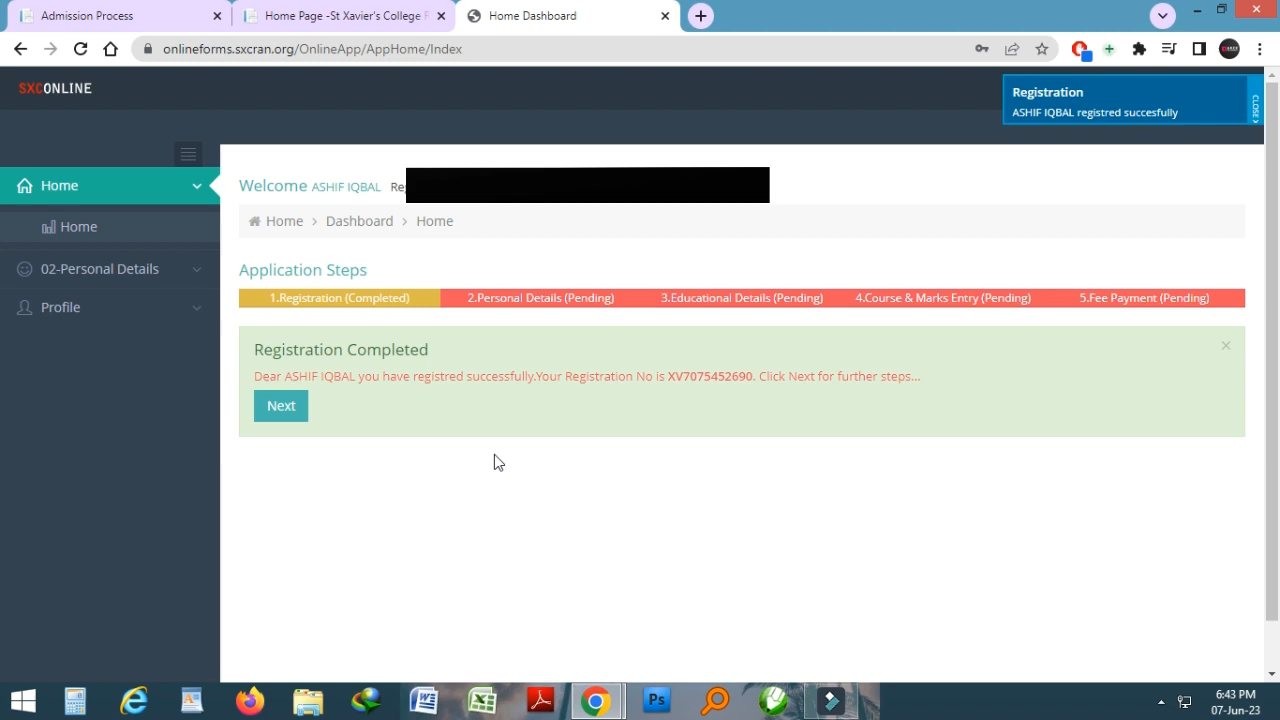 Admission Process
Home Page -St Xavier's College R
Home Dashboard
onlineforms.sxcran.org/OnlineApp/AppHome/Index
SXCONLINE
Registration
ASHIF IQBAL registred succesfully
CLOSE
Home
Home
02-Personal Details
Profile
Welcome ASHIF IQBAL Re
Home > Dashboard > Home
Application Steps
1.Registration (Completed) 2.Personal Details (Pending) 3.Educational Details (Pending) 4.Course & Marks Entry (Pending) 5.Fee Payment (Pending)
Registration Completed
Dear ASHIF IQBAL you have registred successfully.Your Registration No is XV7075452690. Click Next for further steps...
Next
Ps
6:43 PM
07-Jun-23